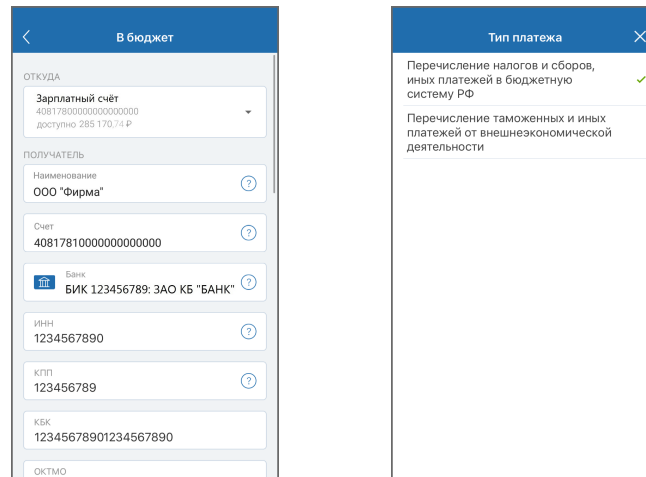 В бюджет
ОТКУДА
Зарплатный счёт
40817800000000000000
доступно 285 170,74 ₽
ПОЛУЧАТЕЛЬ
Наименование
ООО "Фирма"
Счет
40817810000000000000
Банк
БИК 123456789: ЗАО КБ "БАНК"
ИНН
1234567890
КПП
123456789
КБК
12345678901234567890
ОКТМО
Тип платежа
Перечисление налогов и сборов,
иных платежей в бюджетную
систему РФ
Перечисление таможенных и иных
платежей от внешнеэкономической
деятельности